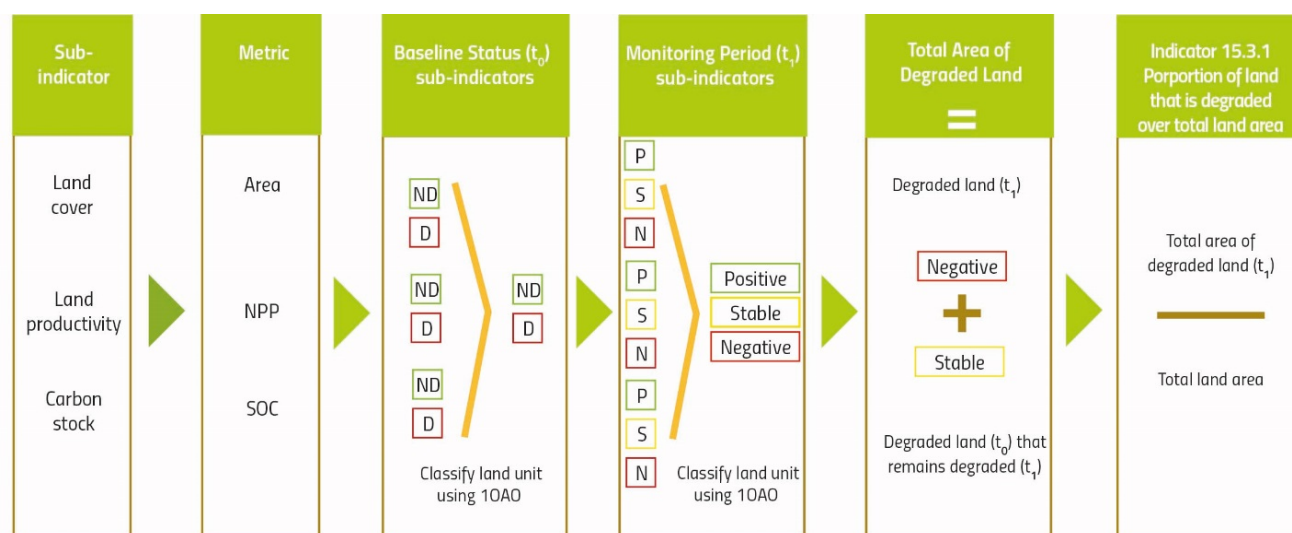 Sub-
indicator
Land
cover
Land
productivity
Carbon
stock
Metric
Area
NPP
SOC
Baseline Status (t0)
sub-indicators
ND
D
ND
D
ND
D
ND
D
Classify land unit
using 1OAO
Monitoring Period (t1)
sub-indicators
P
S
N
P
S
N
P
S
N
Positive
Stable
Negative
Classify land unit
using 1OAO
Total Area of
Degraded Land
=
Degraded land (t1)
Negative
+
Stable
Degraded land (t0) that
remains degraded (t1)
Indicator 15.3.1
Porportion of land
that is degraded
over total land area
Total area of
degraded land (t1)
Total land area